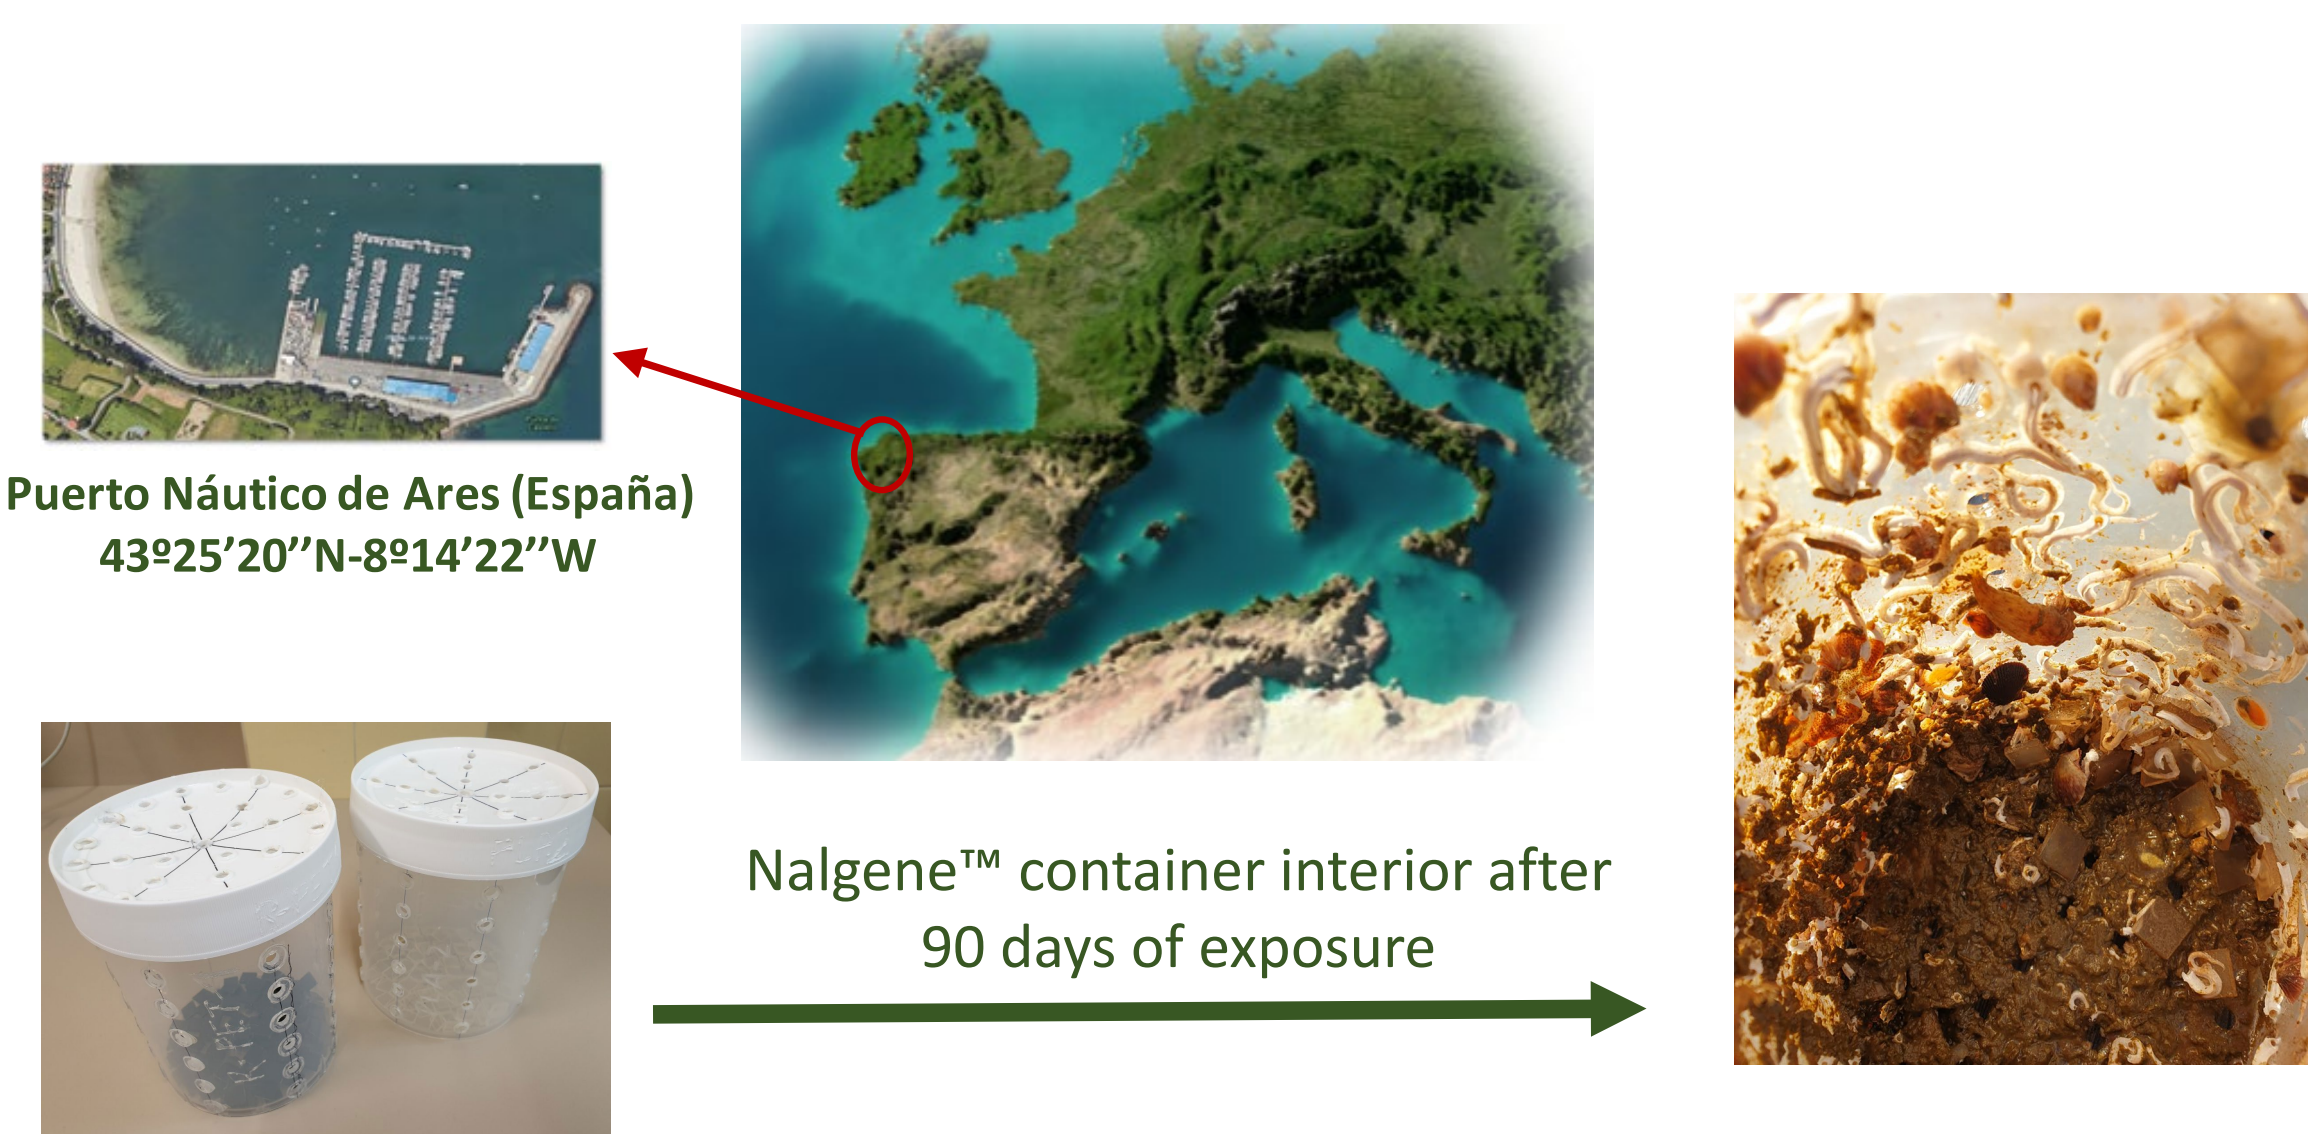 Puerto Náutico de Ares (España)
43º25’20’’N-8º14’22’’W
Nalgene™ container interior after
90 days of exposure